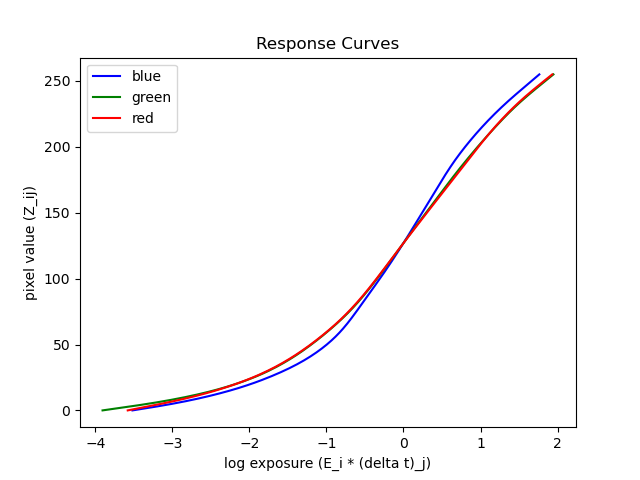 Response Curves
blue
green
red
250
200
150
100
50
0
pixel value (Z_ij)
−4
−3
−2
−1
0
1
2
log exposure (E_i * (delta t)_j)